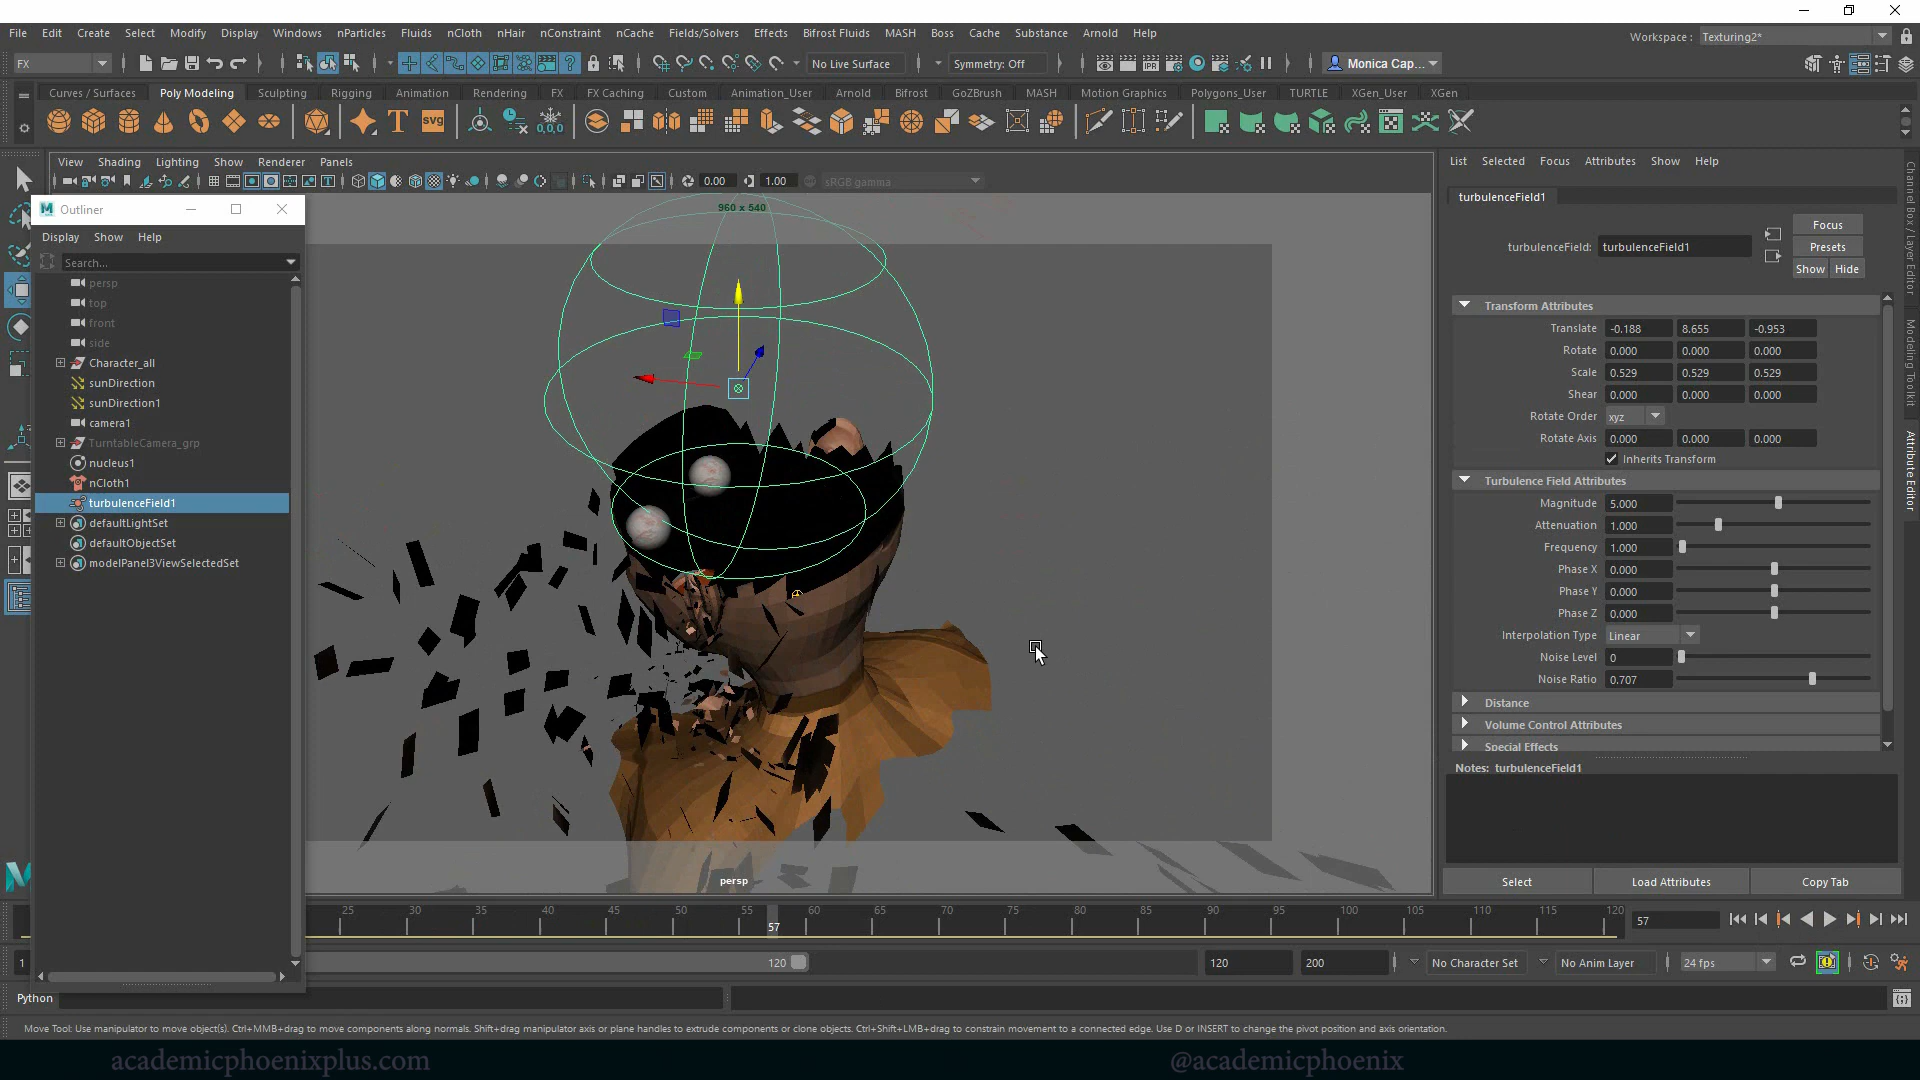 File Edit Create Select Modify Display Windows nParticles Fluids nCloth nHair nConstraint nCache Fields/Solvers Effects Bifrost Fluids MASH Boss Cache Substance Arnold Help
Workspace : Texturing2*
FX
No Live Surface
Symmetry: Off
Monica Cap...
Curves / Surfaces Poly Modeling Sculpting Rigging Animation Rendering FX FX Caching Custom Animation_User Arnold Bifrost GoZBrush MASH Motion Graphics Polygons_User TURTLE XGen_User XGen
T svg 0,0,0
View Shading Lighting Show Renderer Panels
0.00 1.00 sRGB gamma
Outliner
Display Show Help
Search...
persp
top
front
side
Character_all
sunDirection
sunDirection1
camera1
TurntableCamera_grp
nucleus1
nCloth1
turbulenceField1
defaultLightSet
defaultObjectSet
modelPanel3ViewSelectedSet
960 x 540
persp
List Selected Focus Attributes Show Help
turbulenceField1
turbulenceField: turbulenceField1
Focus
Presets
Show Hide
Transform Attributes
Translate -0.188 8.655 -0.953
Rotate 0.000 0.000 0.000
Scale 0.529 0.529 0.529
Shear 0.000 0.000 0.000
Rotate Order xyz
Rotate Axis 0.000 0.000 0.000
Inherits Transform
Turbulence Field Attributes
Magnitude 5.000
Attenuation 1.000
Frequency 1.000
Phase X 0.000
Phase Y 0.000
Phase Z 0.000
Interpolation Type Linear
Noise Level 0
Noise Ratio 0.707
Distance
Volume Control Attributes
Special Effects
Notes: turbulenceField1
Select Load Attributes Copy Tab
Channel Box / Layer Editor
Modeling Toolkit
Attribute Editor
25 30 35 40 45 50 55 60 65 70 75 80 85 90 95 100 105 110 115 120
57
57
1 120 120 200 No Character Set No Anim Layer 24 fps
Python
Move Tool: Use manipulator to move object(s). Ctrl+MMB+drag to move components along normals. Shift+drag manipulator axis or plane handles to extrude components or clone objects. Ctrl+Shift+LMB+drag to constrain movement to a connected edge. Use D or INSERT to change the pivot position and axis orientation.
academicphoenixplus.com @academicphoenix